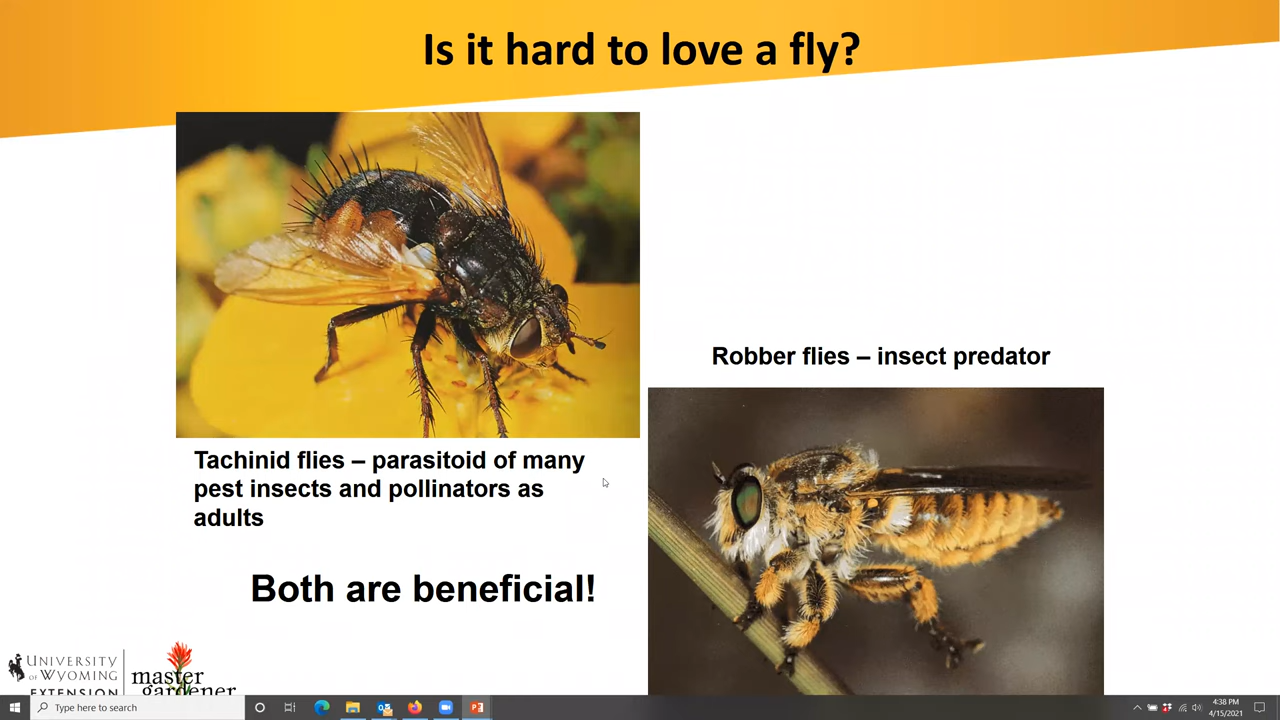 Is it hard to love a fly?
Robber flies – insect predator
Tachinid flies – parasitoid of many
pest insects and pollinators as
adults
Both are beneficial!
UNIVERSITY
OF WYOMING
EXTENSION
master
gardener
Type here to search
4:38 PM
4/15/2021